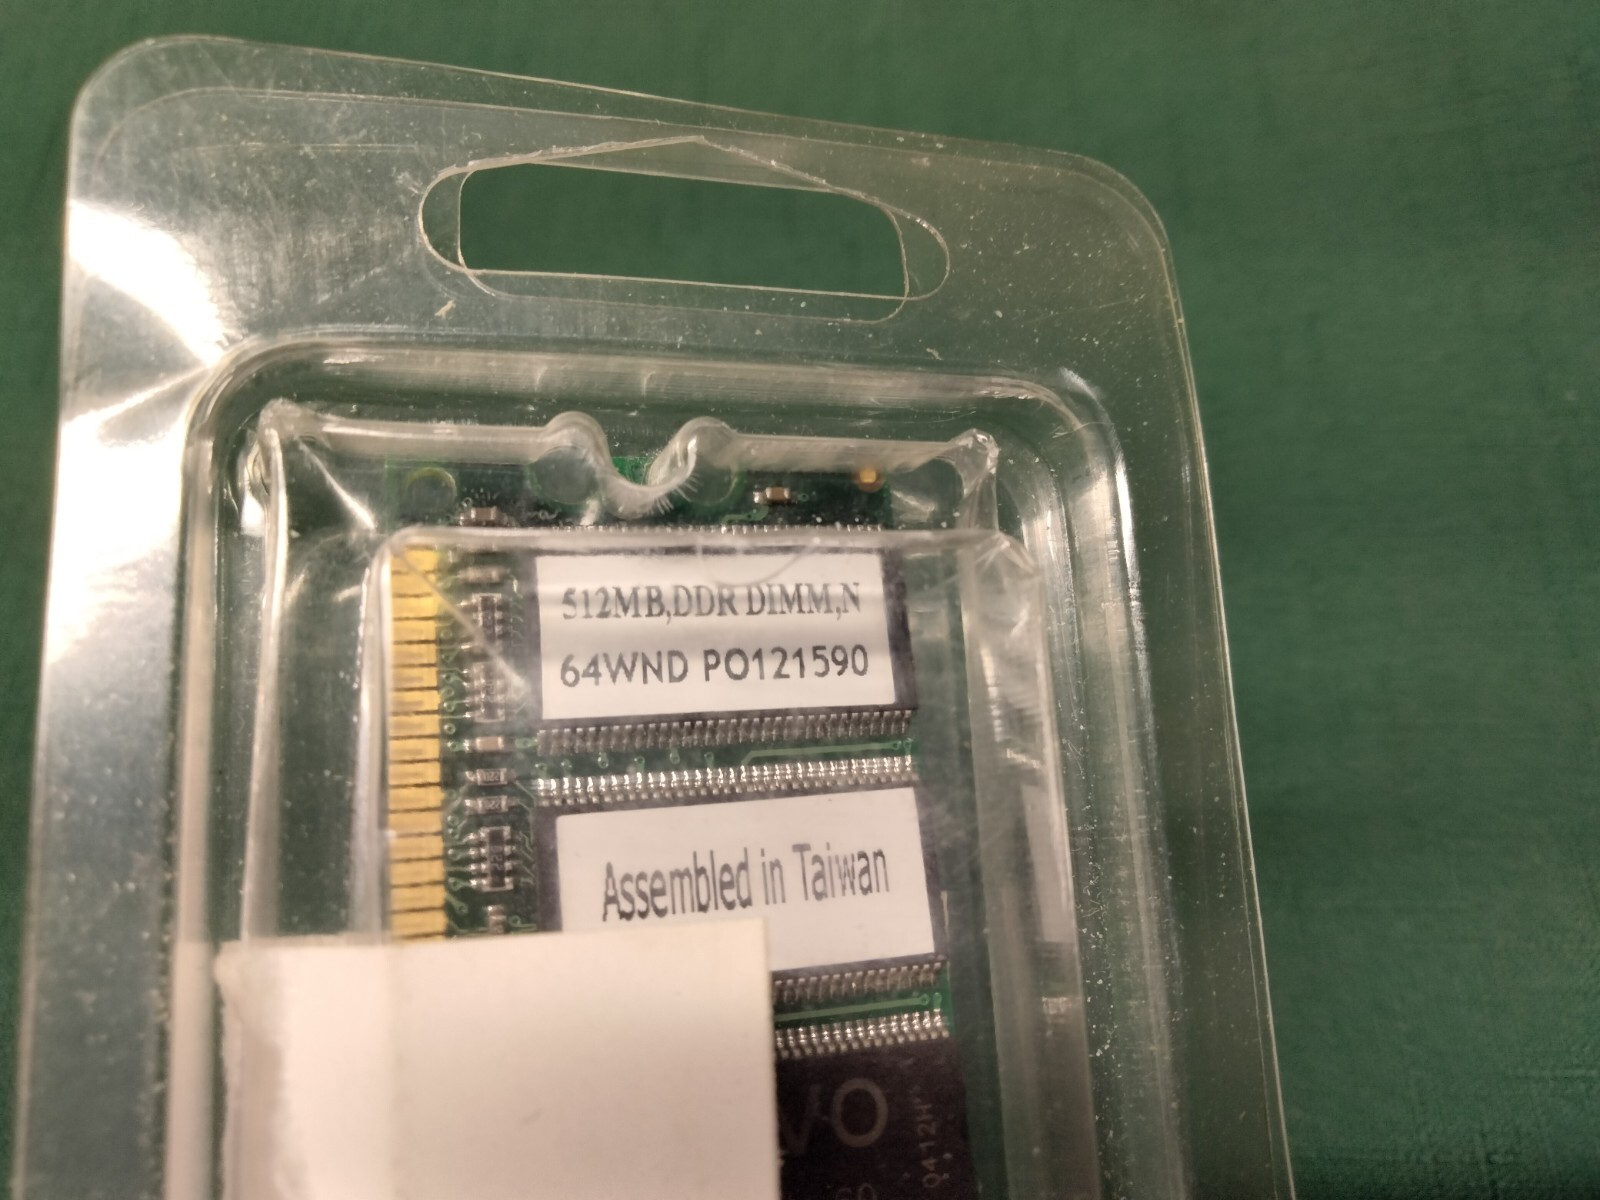 512MB,DDR DIMM,N
64WND PO121590
Assembled in Taiwan